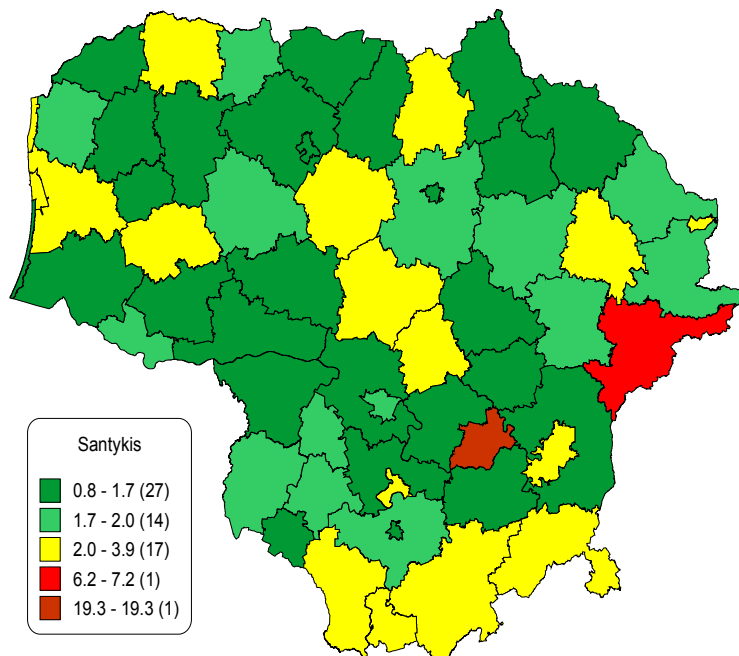 Santykis
0.8 - 1.7 (27)
1.7 - 2.0 (14)
2.0 - 3.9 (17)
6.2 - 7.2 (1)
19.3 - 19.3 (1)